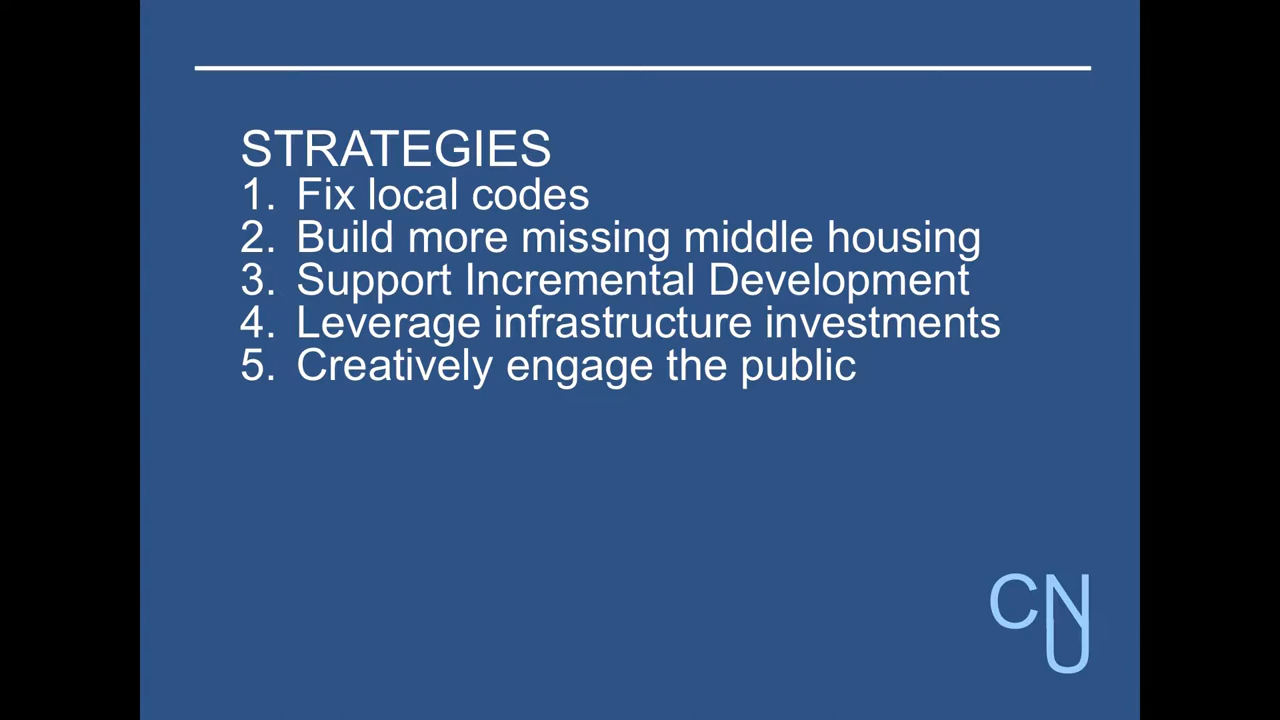 STRATEGIES
1. Fix local codes
2. Build more missing middle housing
3. Support Incremental Development
4. Leverage infrastructure investments
5. Creatively engage the public
CNU